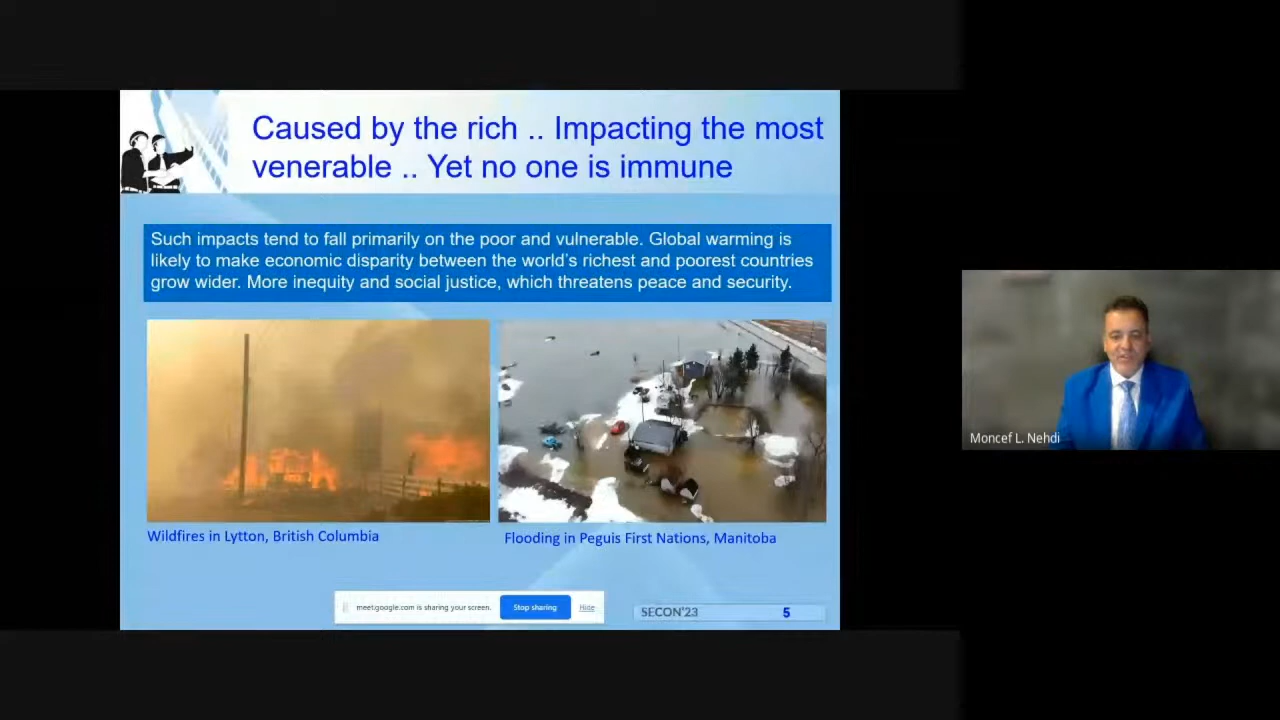 Caused by the rich .. Impacting the most
venerable .. Yet no one is immune
Such impacts tend to fall primarily on the poor and vulnerable. Global warming is
likely to make economic disparity between the world's richest and poorest countries
grow wider. More inequity and social justice, which threatens peace and security.
Wildfires in Lytton, British Columbia
Flooding in Peguis First Nations, Manitoba
meet.google.com is sharing your screen.
Stop sharing
Hide
SECON'23
5
Moncef L. Nehdi